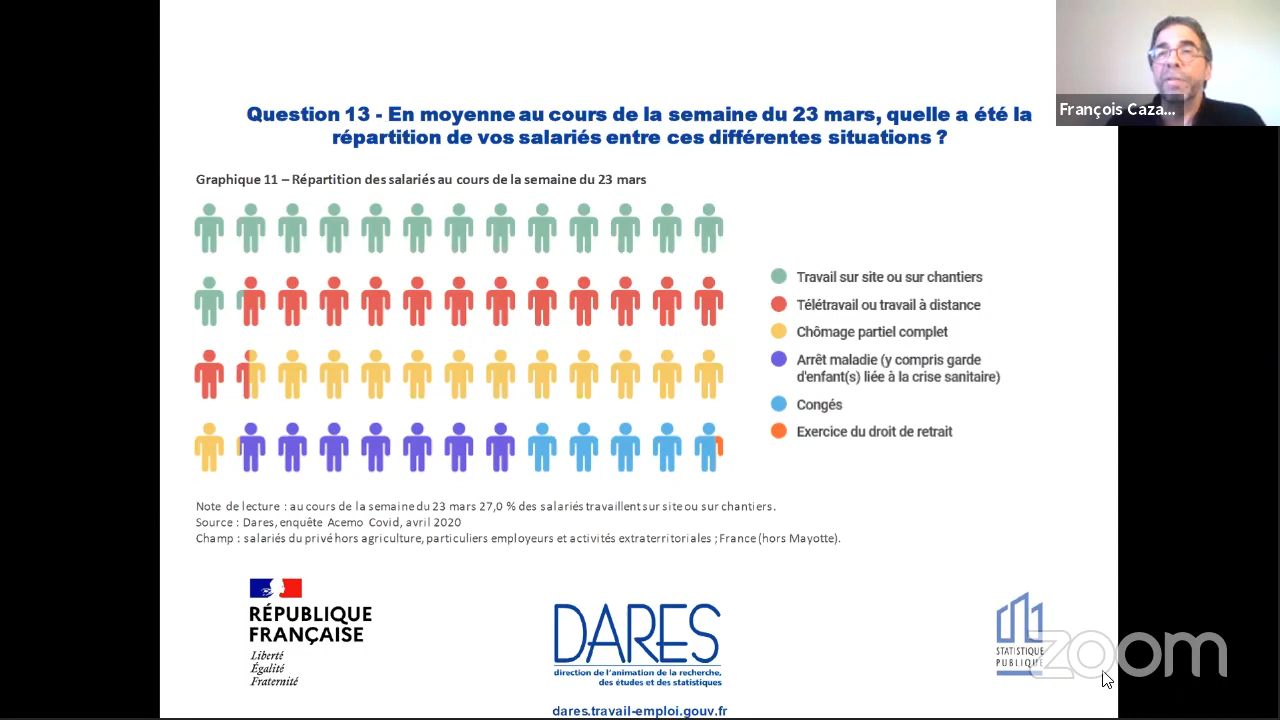 François Caza...
Question 13 - En moyenne au cours de la semaine du 23 mars, quelle a été la
répartition de vos salariés entre ces différentes situations ?
Graphique 11 – Répartition des salariés au cours de la semaine du 23 mars
Travail sur site ou sur chantiers
Télétravail ou travail à distance
Chômage partiel complet
Arrêt maladie (y compris garde
d'enfant(s) liée à la crise sanitaire)
Congés
Exercice du droit de retrait
Note de lecture : au cours de la semaine du 23 mars 27,0 % des salariés travaillent sur site ou sur chantiers.
Source : Dares, enquête Acemo Covid, avril 2020
Champ : salariés du privé hors agriculture, particuliers employeurs et activités extraterritoriales ; France (hors Mayotte).
RÉPUBLIQUE
FRANÇAISE
Liberté
Égalité
Fraternité
DARES
direction de l'animation de la recherche,
des études et des statistiques
dares.travail-emploi.gouv.fr
STATISTIQUE
PUBLIQUE
zoom